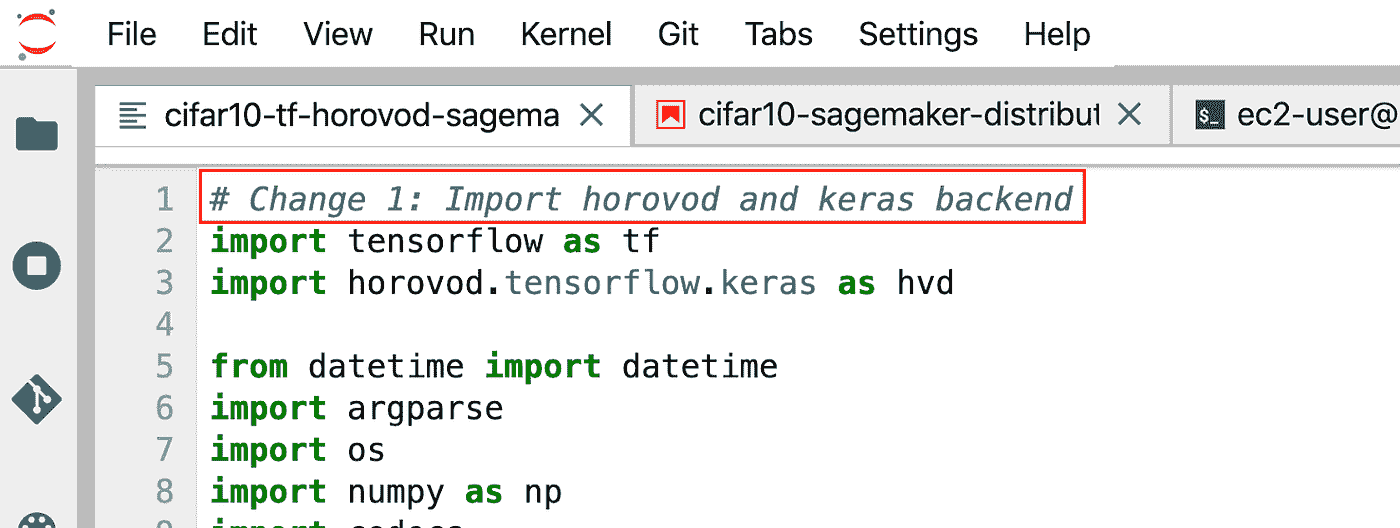 File Edit View Run Kernel Git Tabs Settings Help
cifar10-tf-horovod-sagema cifar10-sagemaker-distribut ec2-user@
1 # Change 1: Import horovod and keras backend
2 import tensorflow as tf
3 import horovod.tensorflow.keras as hvd
4
5 from datetime import datetime
6 import argparse
7 import os
8 import numpy as np